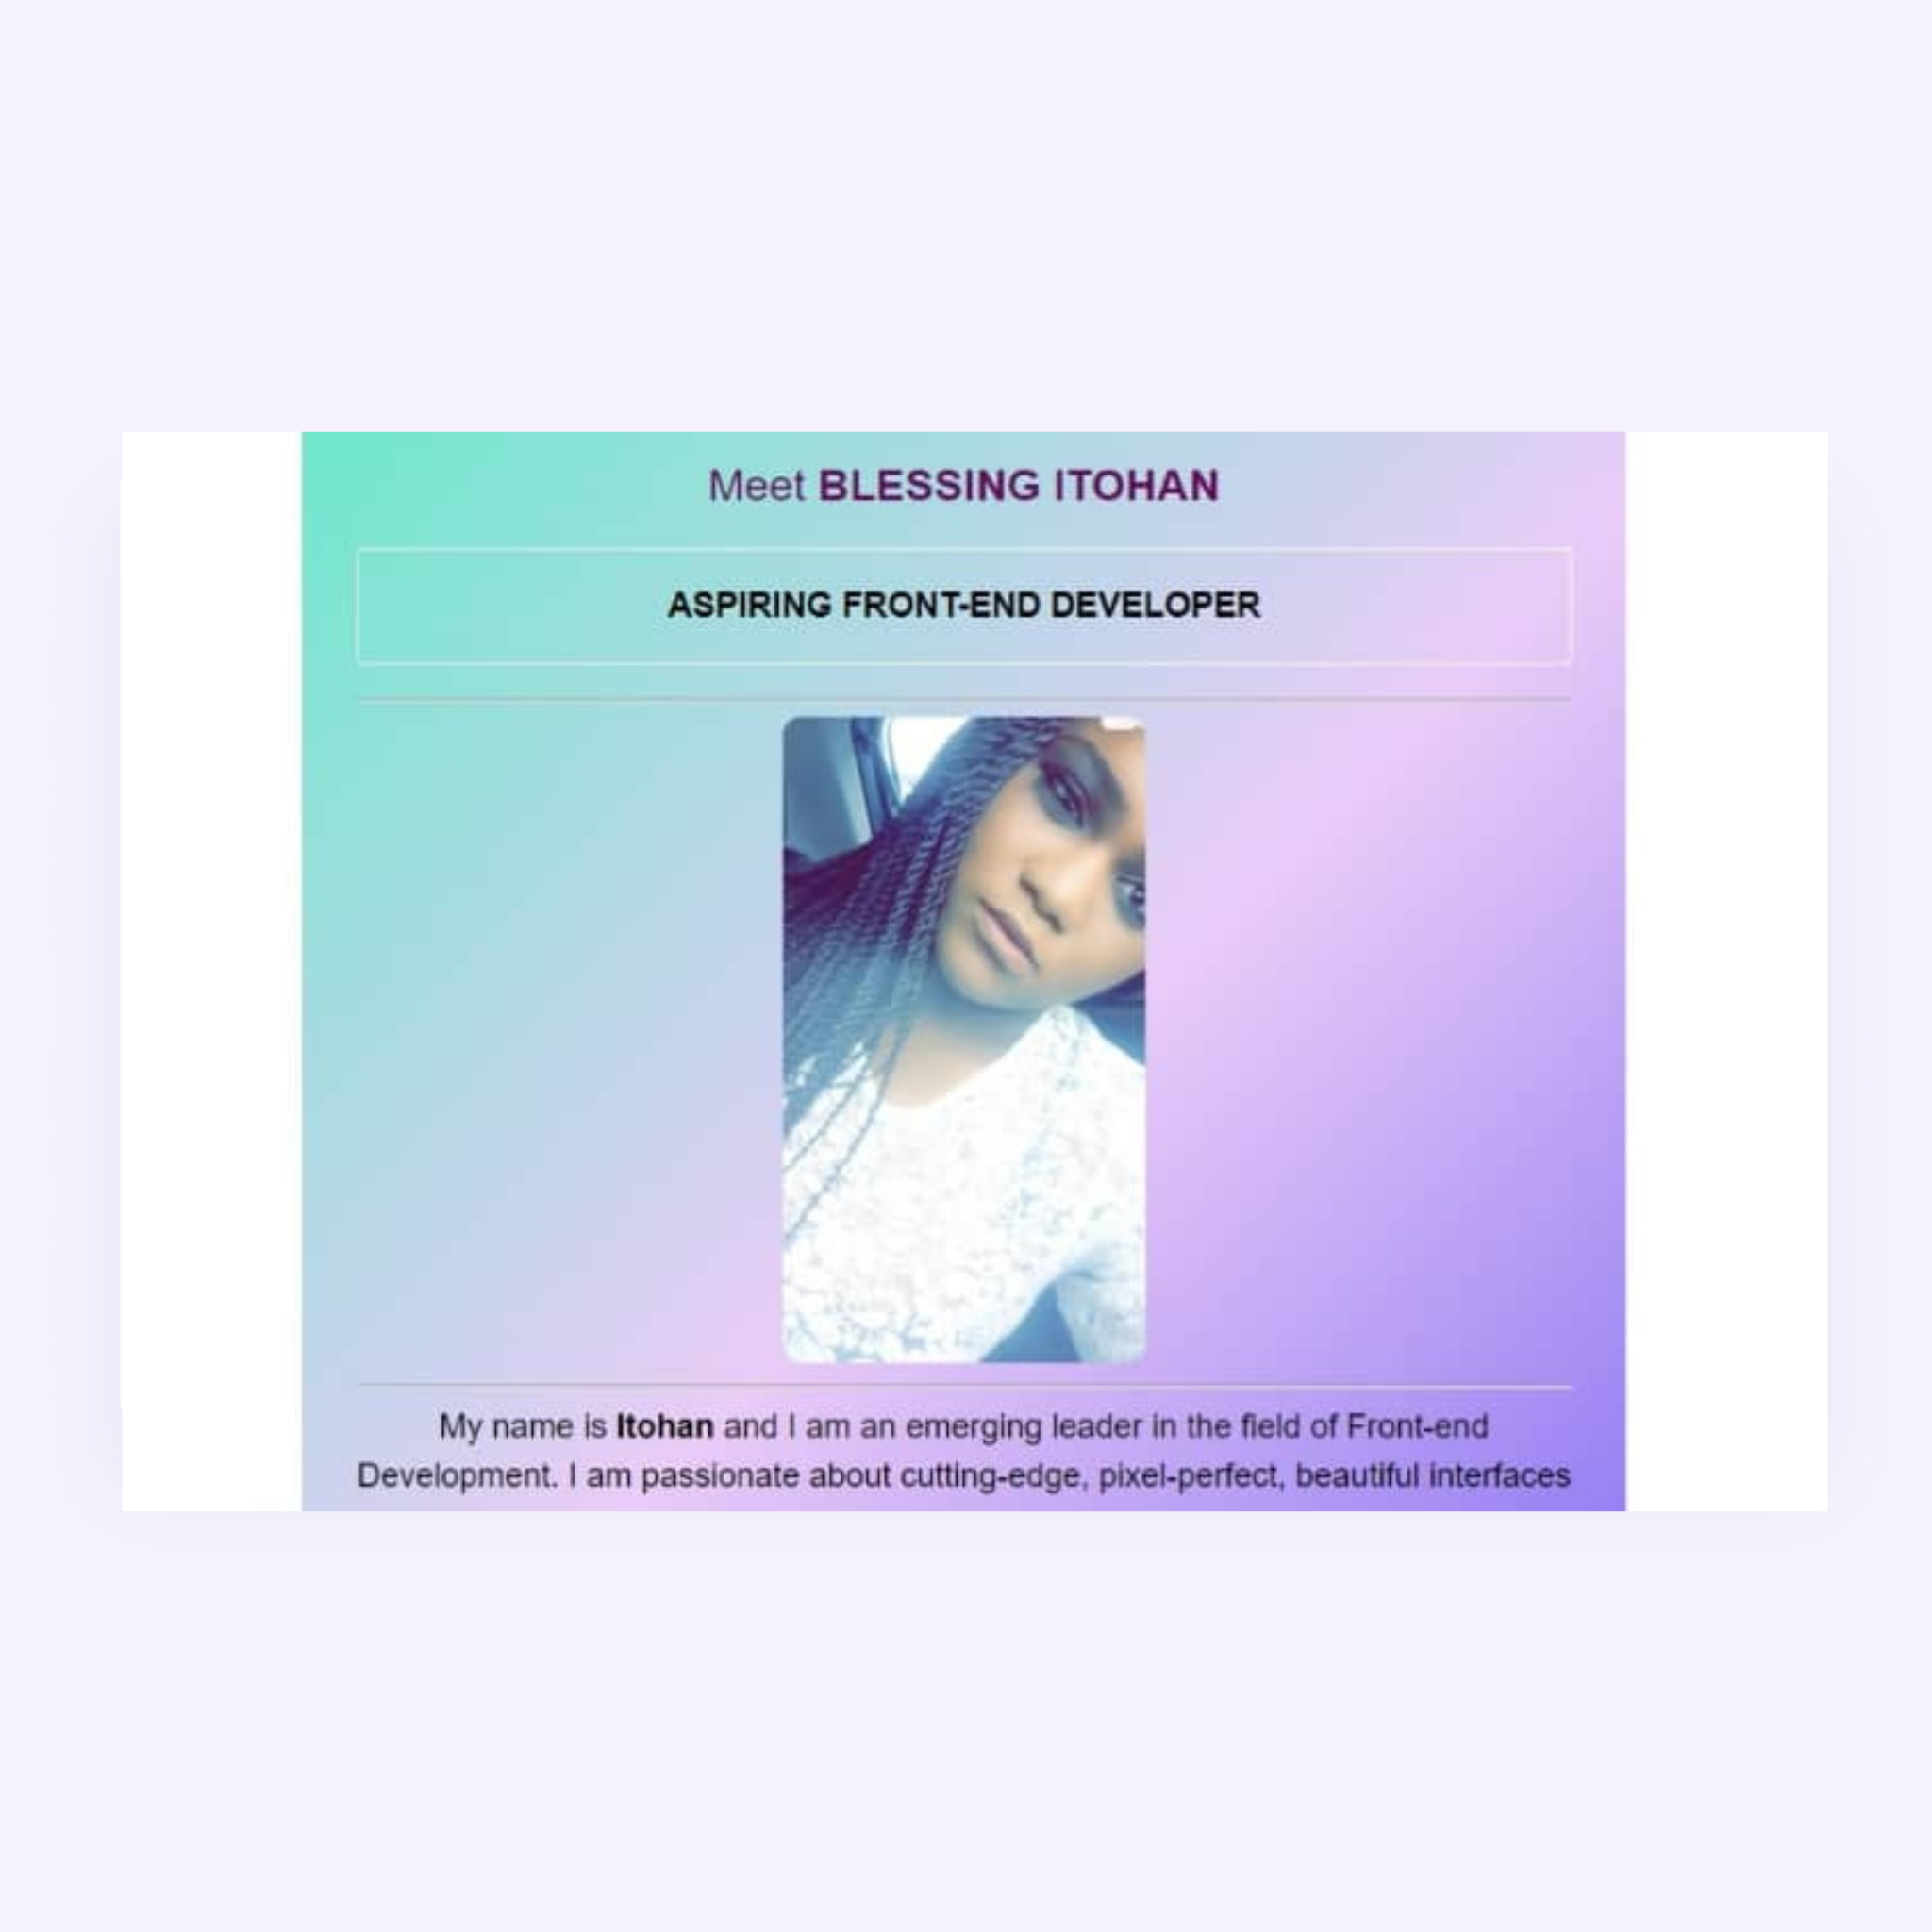 Meet BLESSING ITOHAN
ASPIRING FRONT-END DEVELOPER
My name is Itohan and I am an emerging leader in the field of Front-end
Development. I am passionate about cutting-edge, pixel-perfect, beautiful interfaces